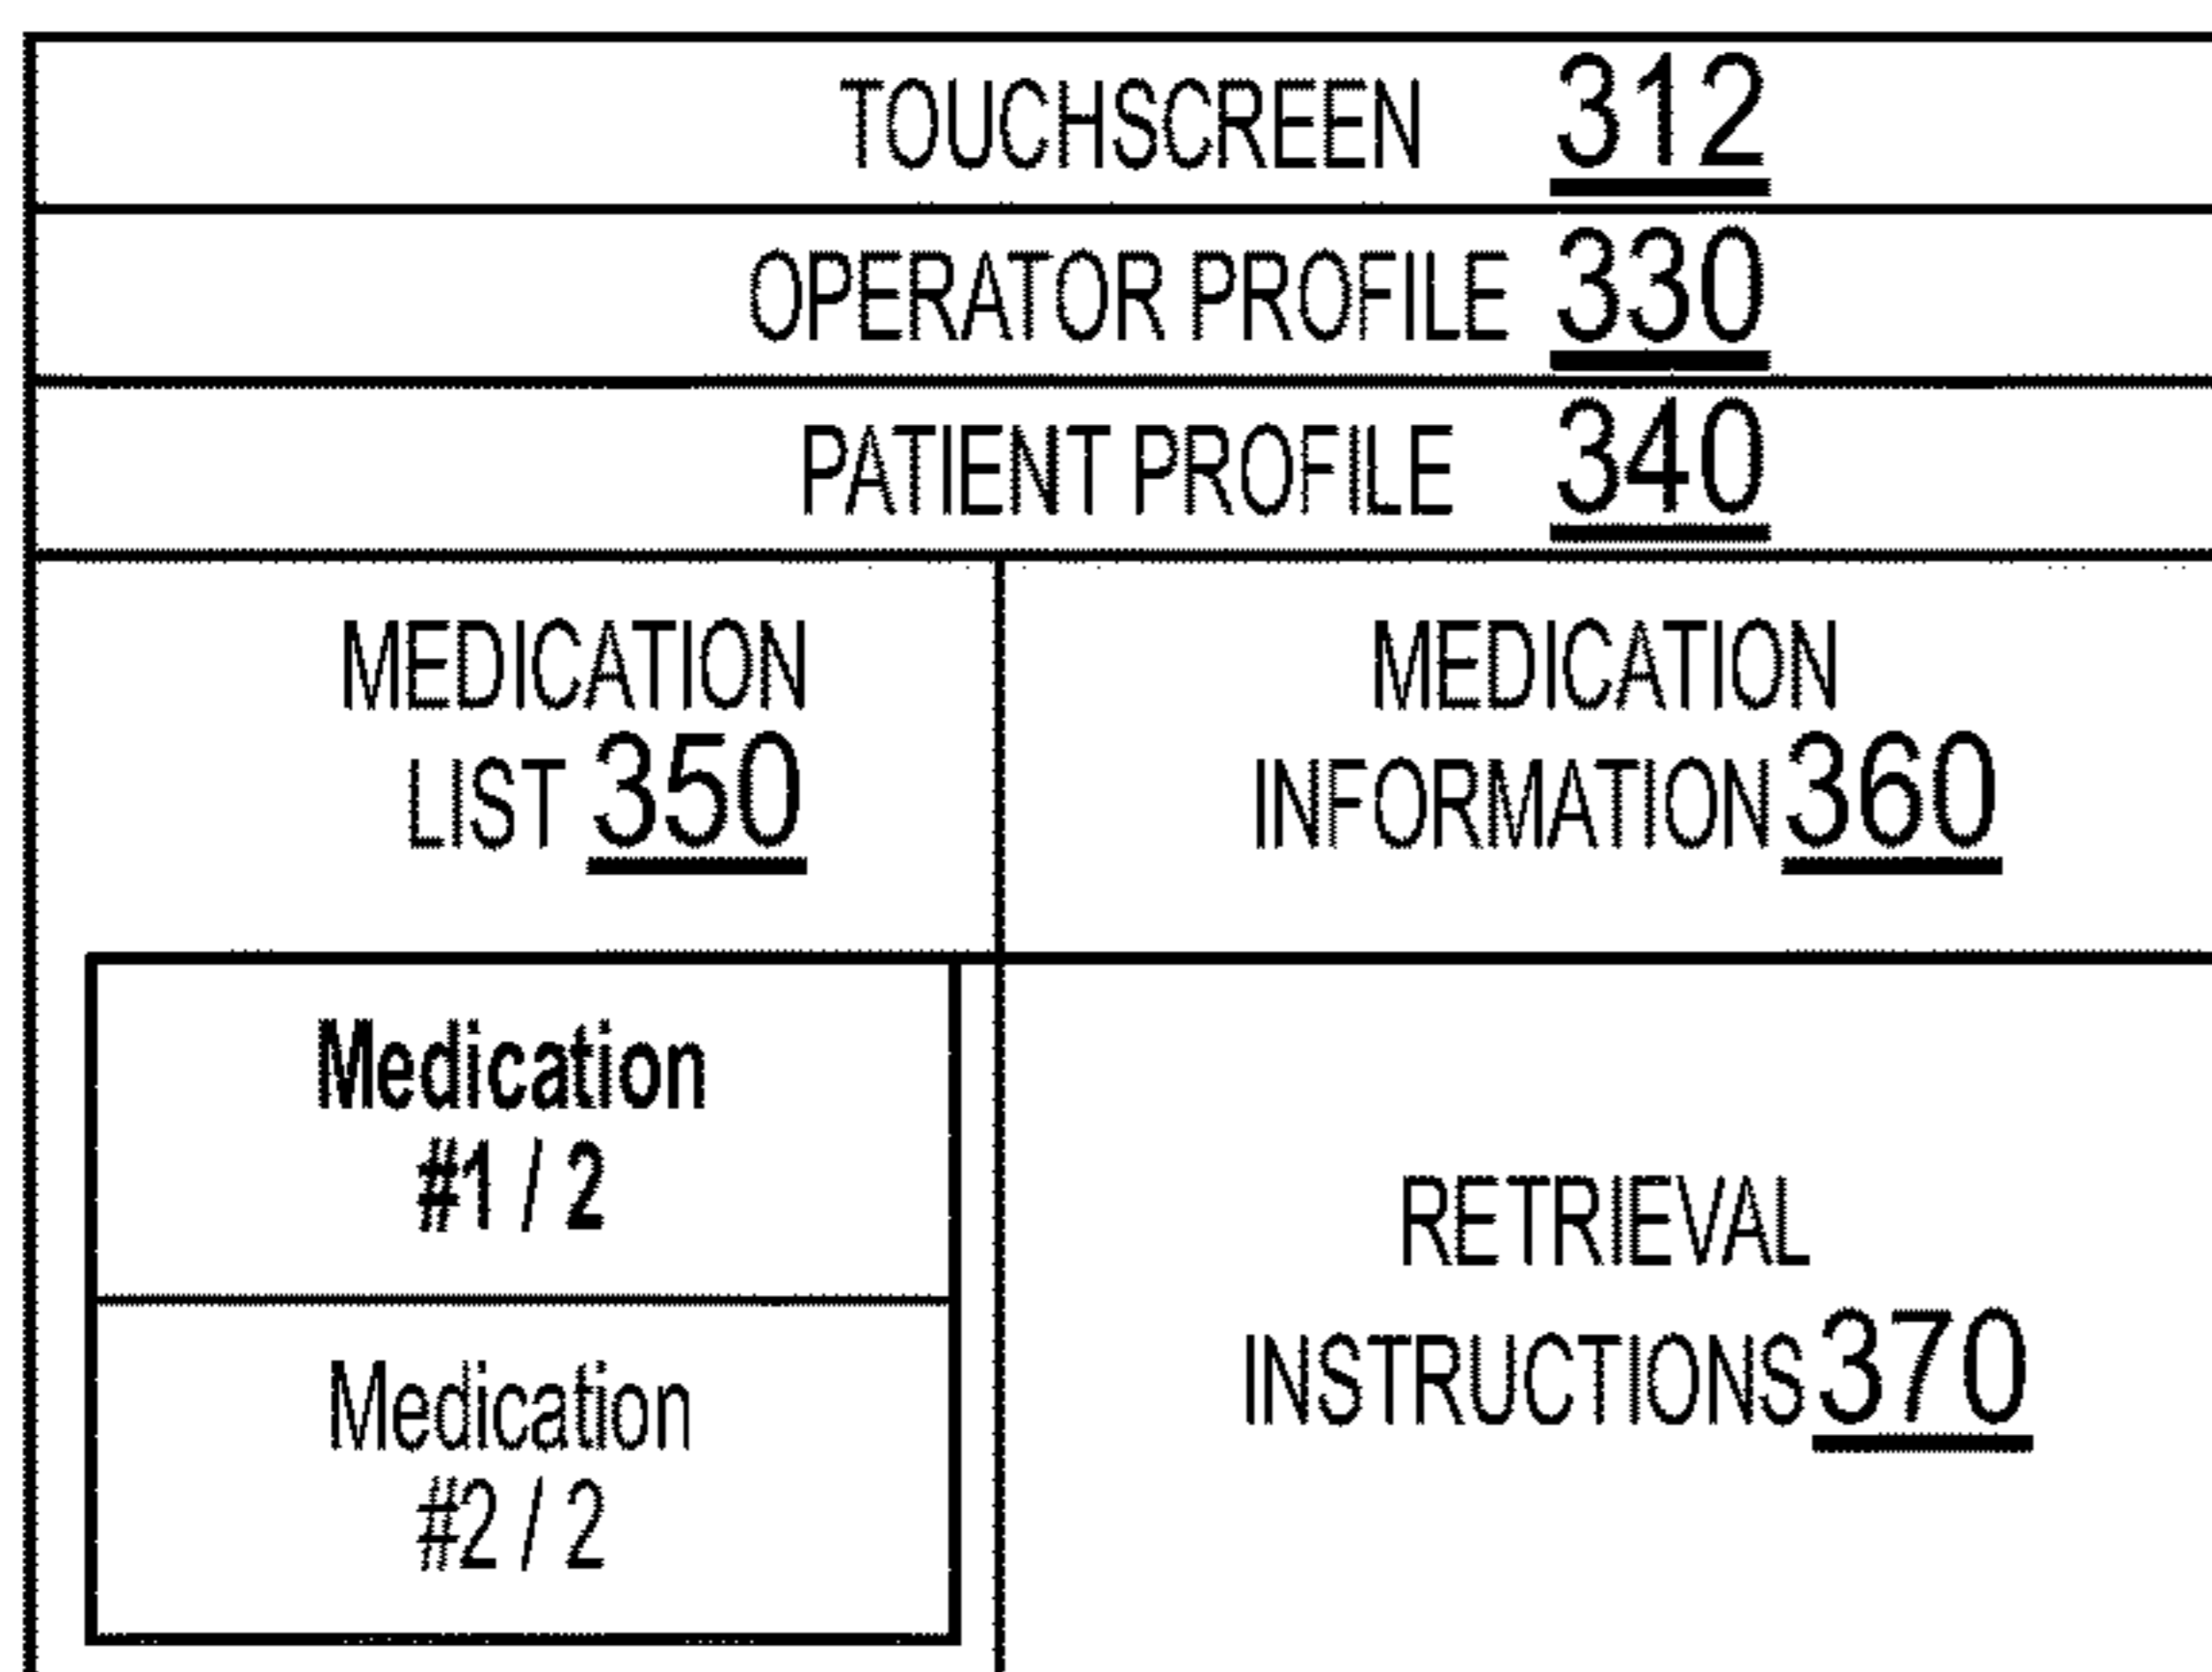 TOUCHSCREEN 312
OPERATOR PROFILE 330
PATIENT PROFILE 340
MEDICATION
LIST 350
MEDICATION
INFORMATION 360
Medication
#1 / 2
Medication
#2 / 2
RETRIEVAL
INSTRUCTIONS 370